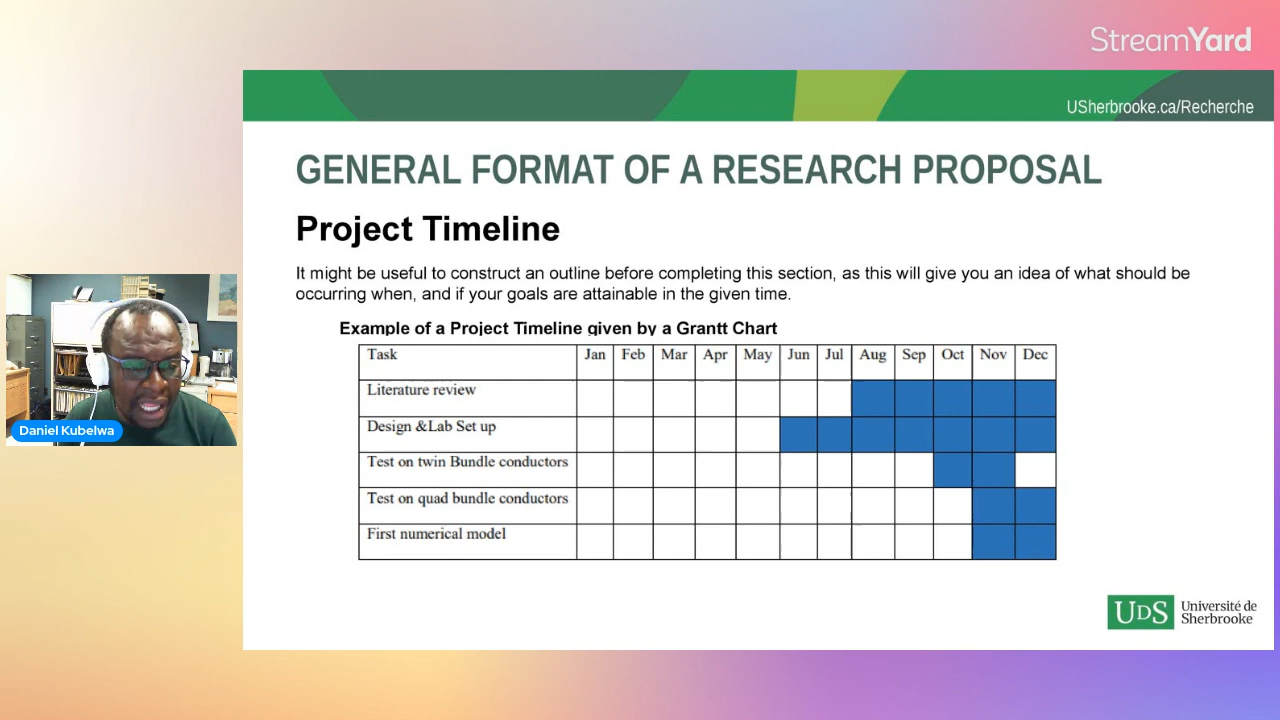 StreamYard
USherbrooke.ca/Recherche
GENERAL FORMAT OF A RESEARCH PROPOSAL
Project Timeline
It might be useful to construct an outline before completing this section, as this will give you an idea of what should be
occurring when, and if your goals are attainable in the given time.
Example of a Project Timeline given by a Grantt Chart
Task Jan Feb Mar Apr May Jun Jul Aug Sep Oct Nov Dec
Literature review
Design &Lab Set up
Test on twin Bundle conductors
Test on quad bundle conductors
First numerical model
Daniel Kubelwa
UDS Université de
Sherbrooke